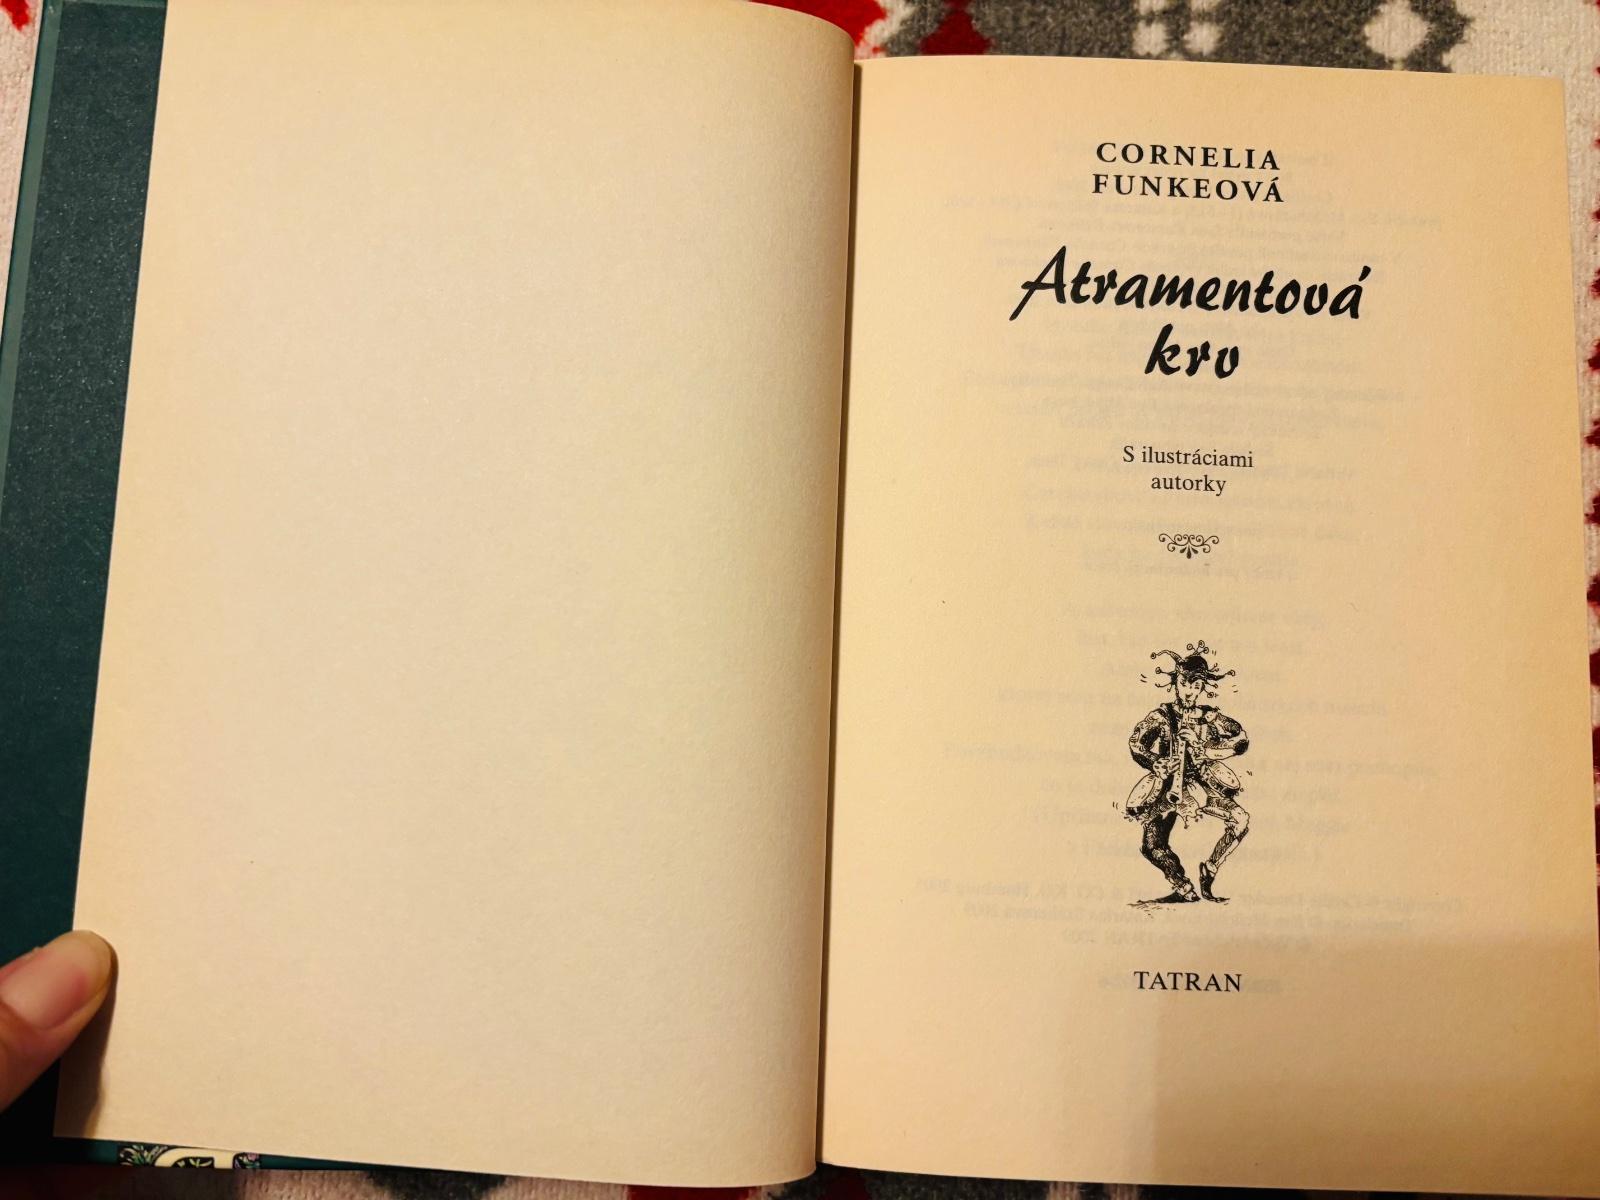 CORNELIA
FUNKEOVÁ
Atramentová
krv
S ilustráciami
autorky
TATRAN